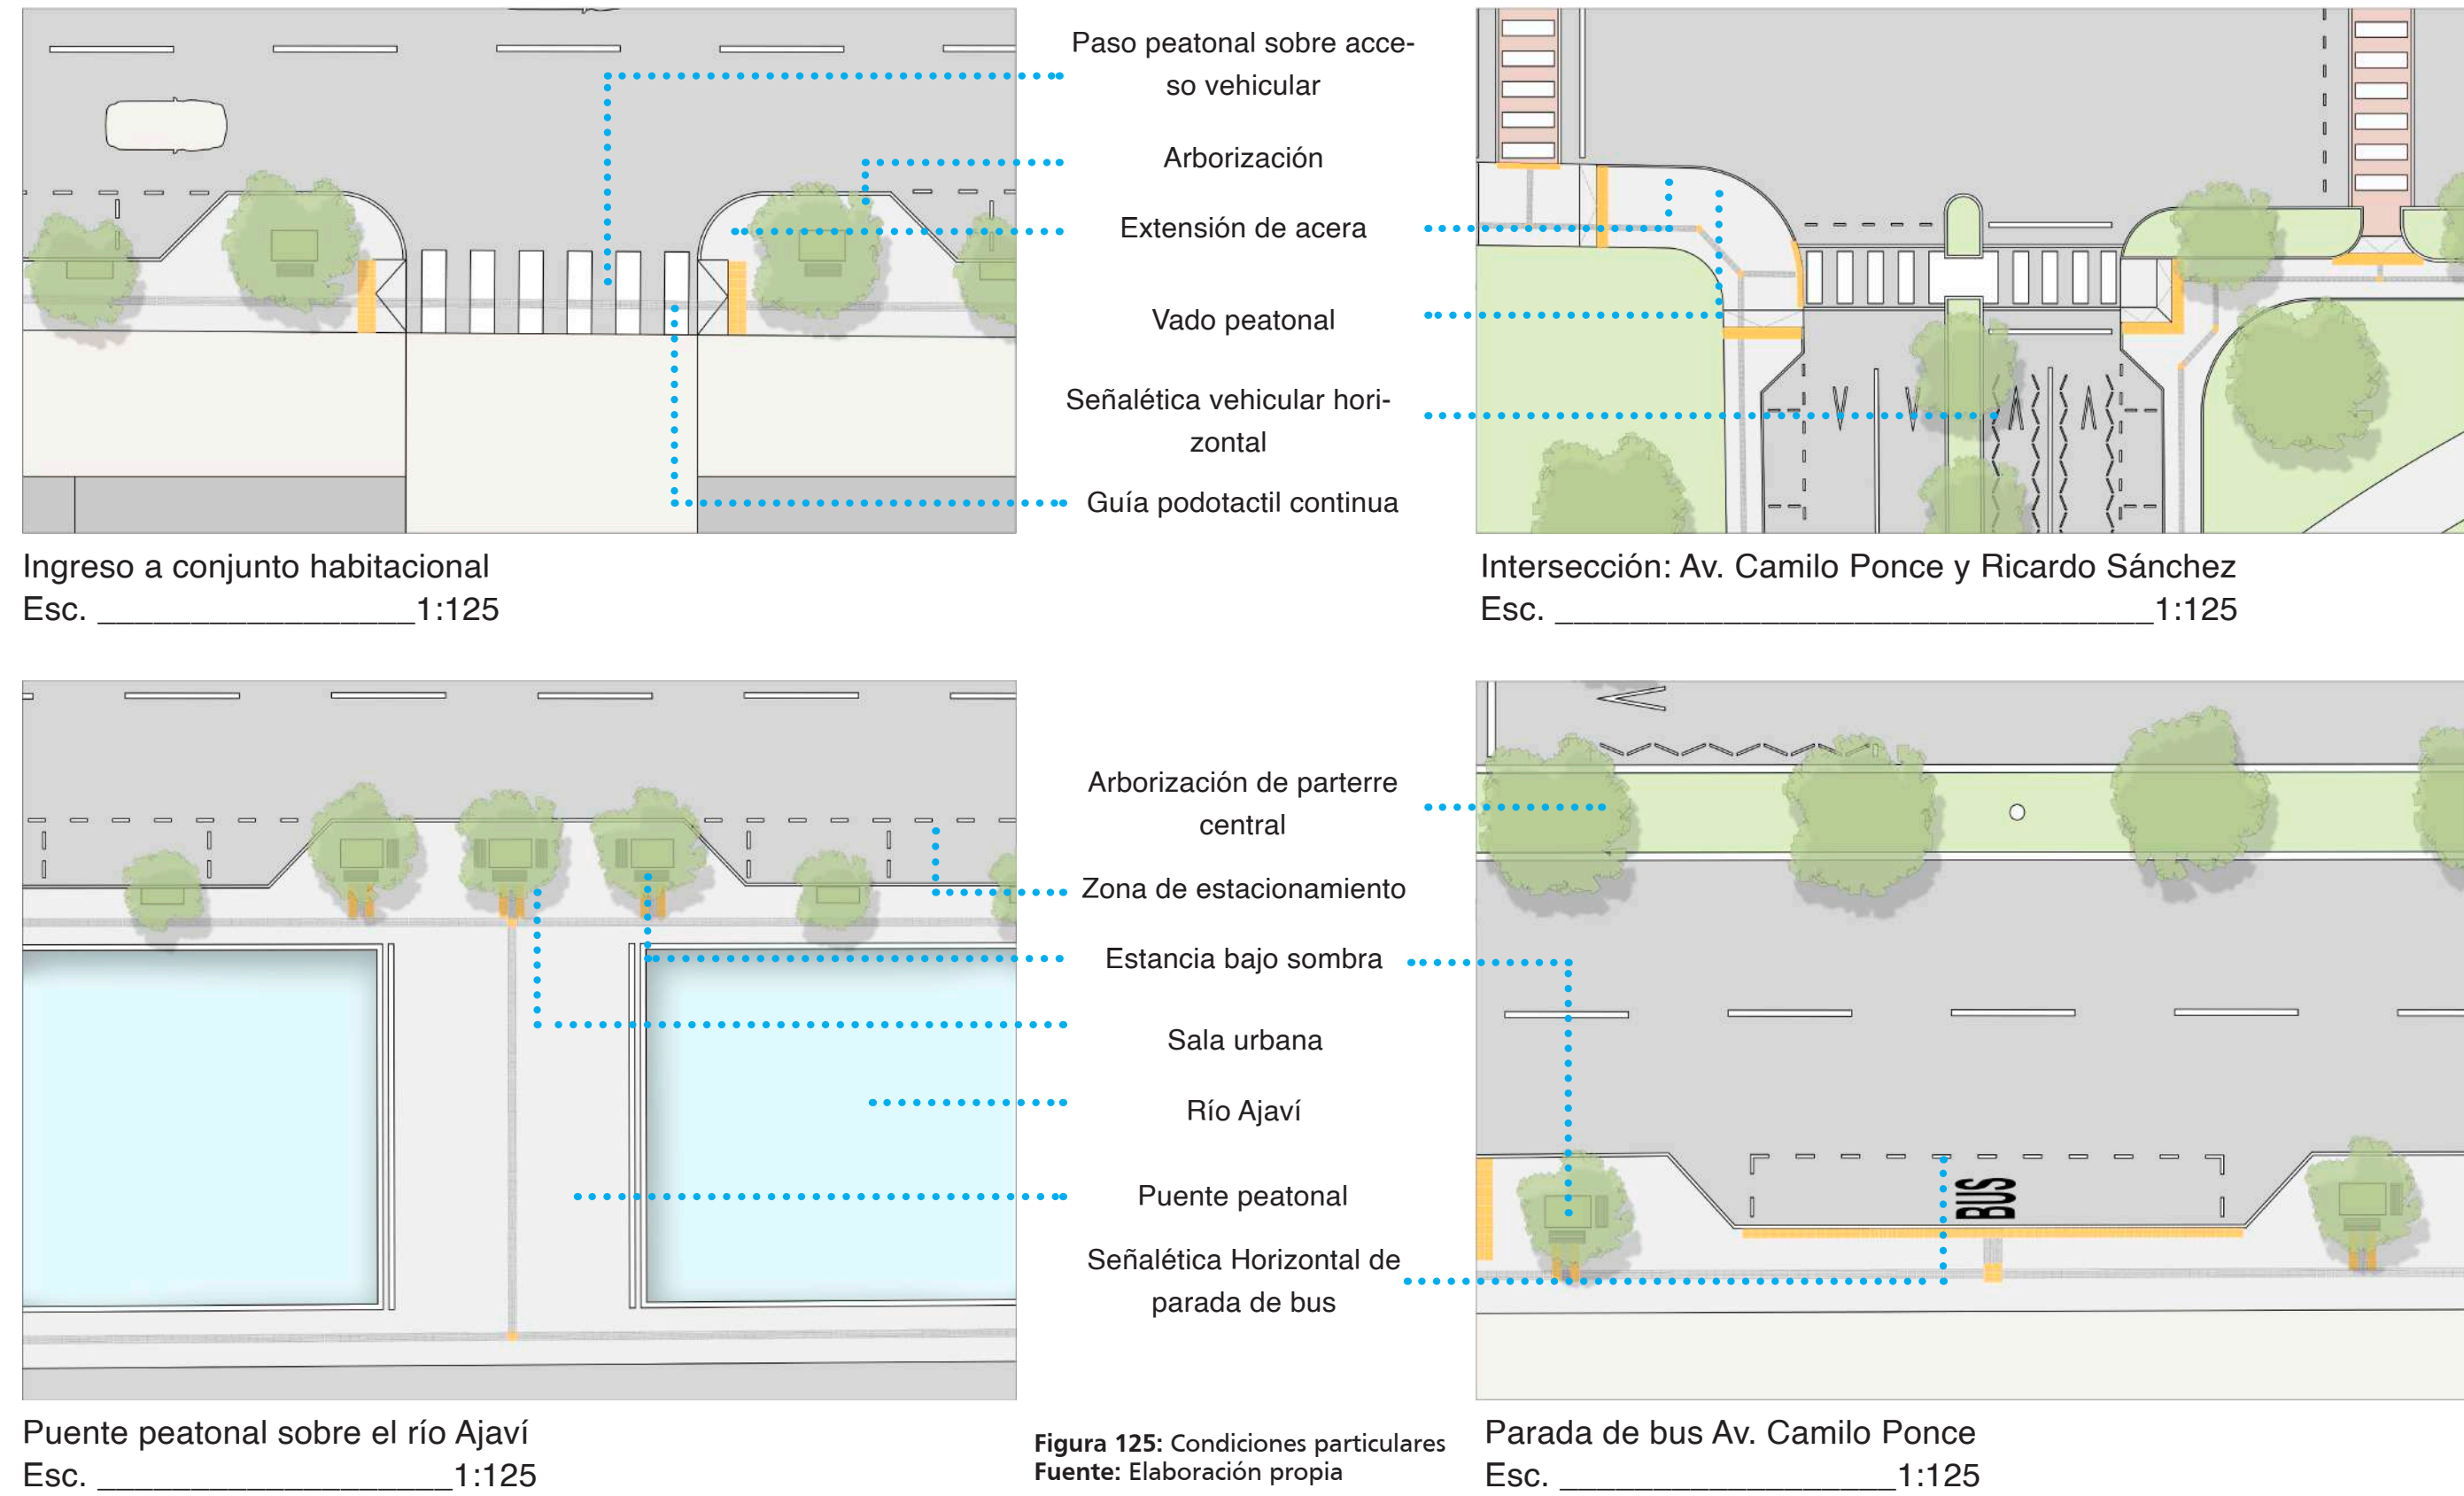 Paso peatonal sobre acce-
so vehicular
Arborización
Extensión de acera
Vado peatonal
Señalética vehicular hori-
zontal
Guía podotactil continua
Ingreso a conjunto habitacional
Esc. _________________1:125
Intersección: Av. Camilo Ponce y Ricardo Sánchez
Esc. ________________________________1:125
Arborización de parterre
central
Zona de estacionamiento
Estancia bajo sombra
Sala urbana
Río Ajaví
Puente peatonal
Señalética Horizontal de
parada de bus
BUS
Puente peatonal sobre el río Ajaví
Esc. ___________________1:125
Figura 125: Condiciones particulares
Fuente: Elaboración propia
Parada de bus Av. Camilo Ponce
Esc. __________________1:125